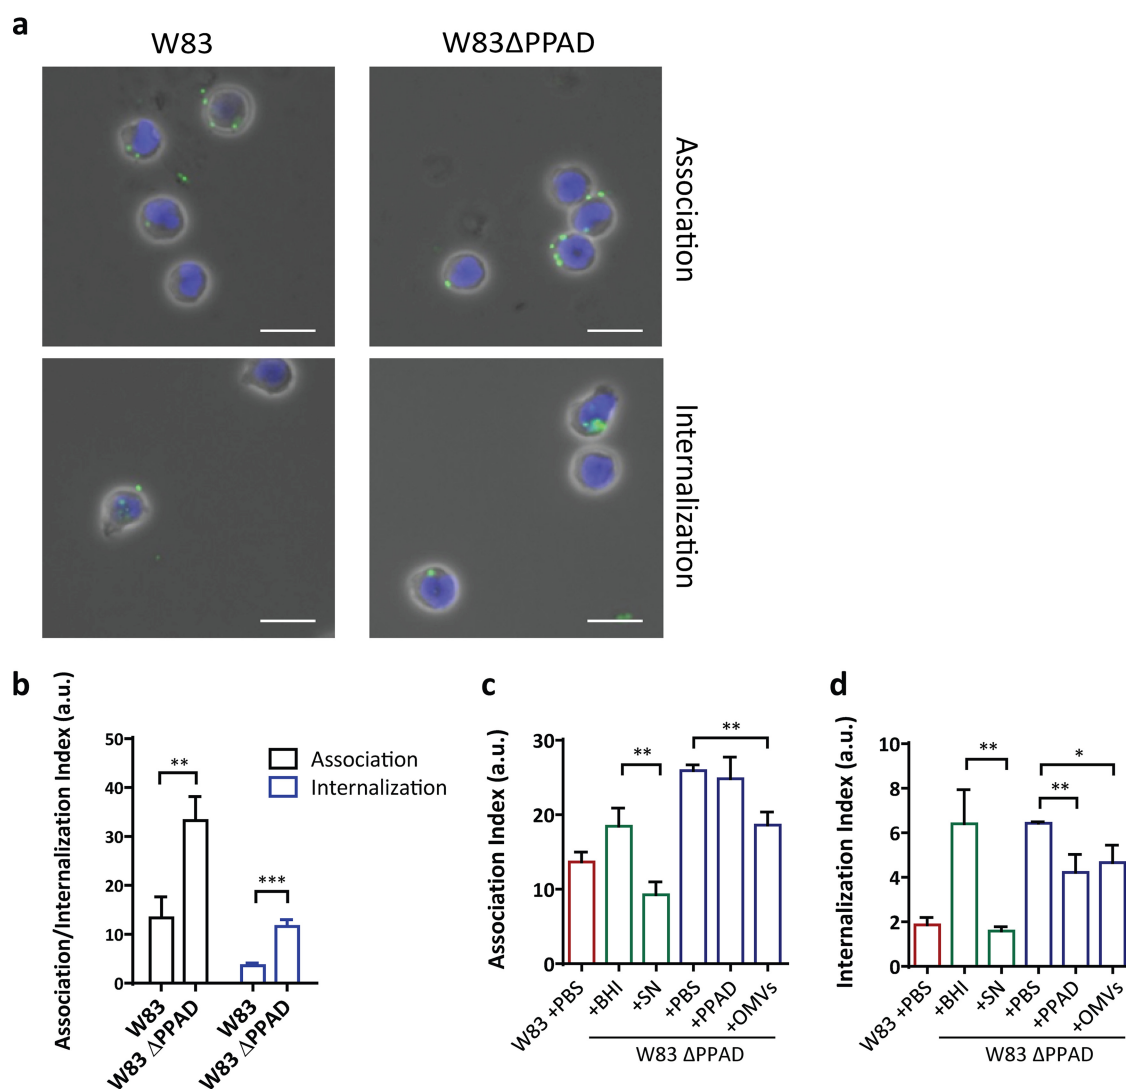 a
W83
W83ΔPPAD
Association
Internalization
b
Association/Internalization Index (a.u.)
50
40
30
20
10
0
**
***
Association
Internalization
W83
W83 ΔPPAD
W83
W83 ΔPPAD
c
Association Index (a.u.)
30
20
10
0
**
**
W83 +PBS
+BHI
+SN
+PBS
+PPAD
+OMVs
W83 ΔPPAD
d
Internalization Index (a.u.)
10
8
6
4
2
0
**
**
*
W83 +PBS
+BHI
+SN
+PBS
+PPAD
+OMVs
W83 ΔPPAD